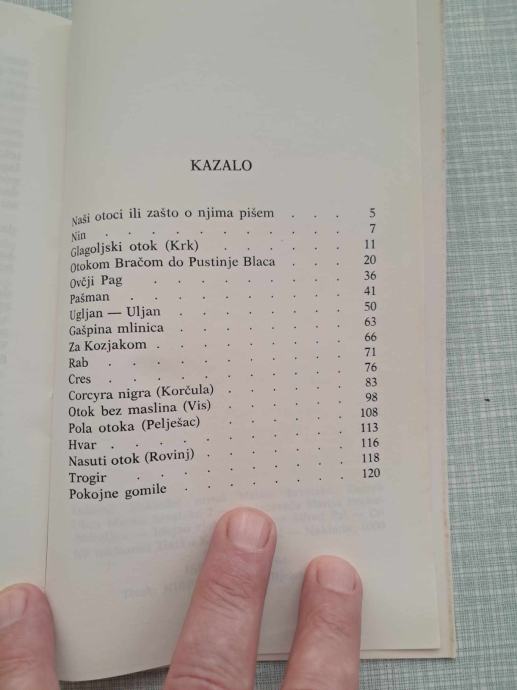 KAZALO
Naši otoci ili zašto o njima pišem . . . 5
Nin . . . . . . . . . . 7
Glagoljski otok (Krk) . . . . . . 11
Otokom Bračom do Pustinje Blaca . . . 20
Ovčji Pag . . . . . . . . 36
Pašman . . . . . . . . . 41
Ugljan — Uljan . . . . . . . 50
Gašpina mlinica . . . . . . . 63
Za Kozjakom . . . . . . . . 66
Rab . . . . . . . . . . 71
Cres . . . . . . . . . . 76
Corcyra nigra (Korčula) . . . . . 83
Otok bez maslina (Vis) . . . . . 98
Pola otoka (Pelješac) . . . . . . 108
Hvar . . . . . . . . . . 113
Nasuti otok (Rovinj) . . . . . . 116
Trogir . . . . . . . . . 118
Pokojne gomile . . . . . . . 120